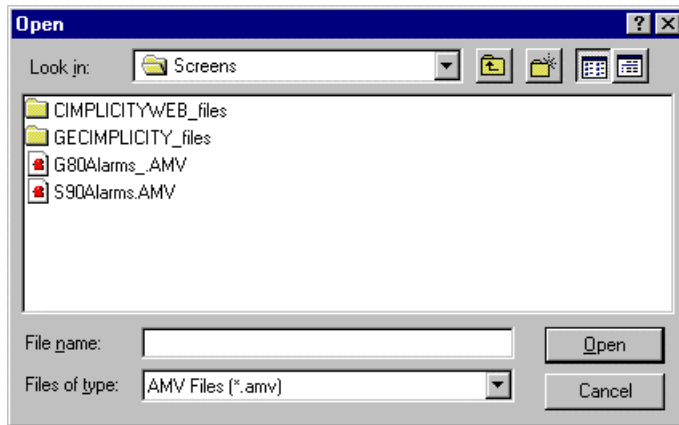 Open
Look in: Screens
CIMPLICITYWEB_files
GECIMPLICITY_files
G80Alarms_.AMV
S90Alarms.AMV
File name: Open
Files of type: AMV Files (*.amv) Cancel